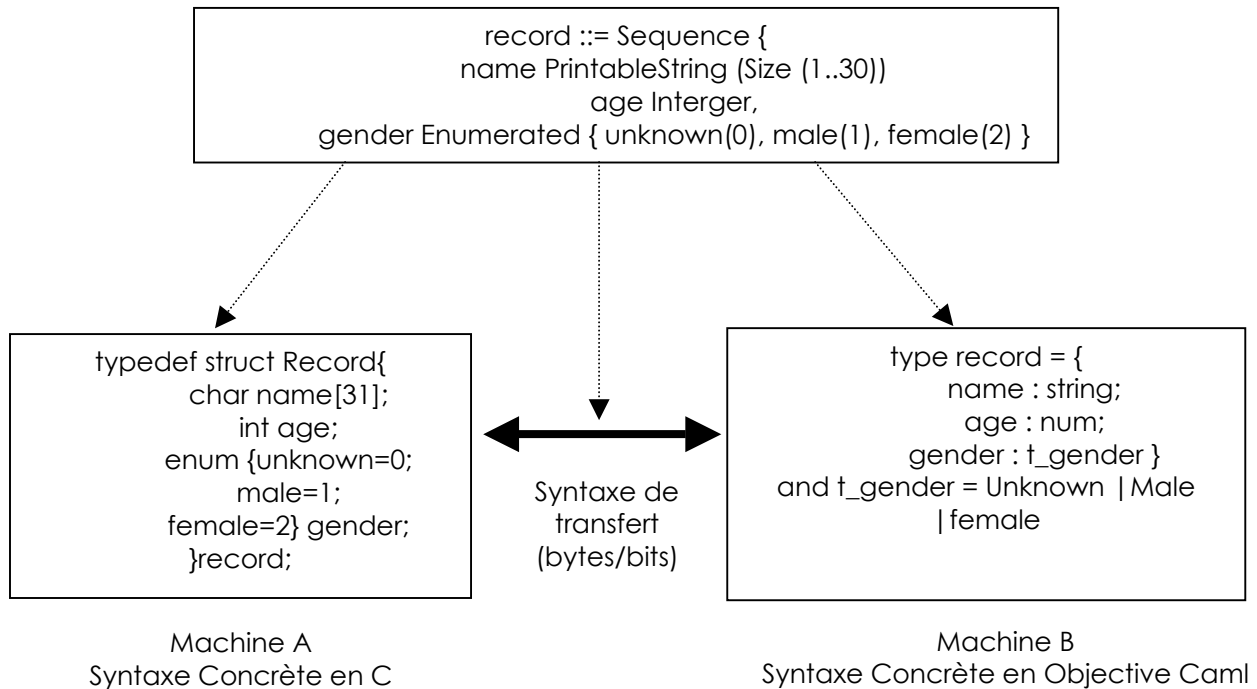 record ::= Sequence {
name PrintableString (Size (1..30))
age Interger,
gender Enumerated { unknown(0), male(1), female(2) }
typedef struct Record{
char name[31];
int age;
enum {unknown=0;
male=1;
female=2} gender;
}record;
Syntaxe de
transfert
(bytes/bits)
type record = {
name : string;
age : num;
gender : t_gender }
and t_gender = Unknown |Male
|female
Machine A
Syntaxe Concrète en C
Machine B
Syntaxe Concrète en Objective Caml